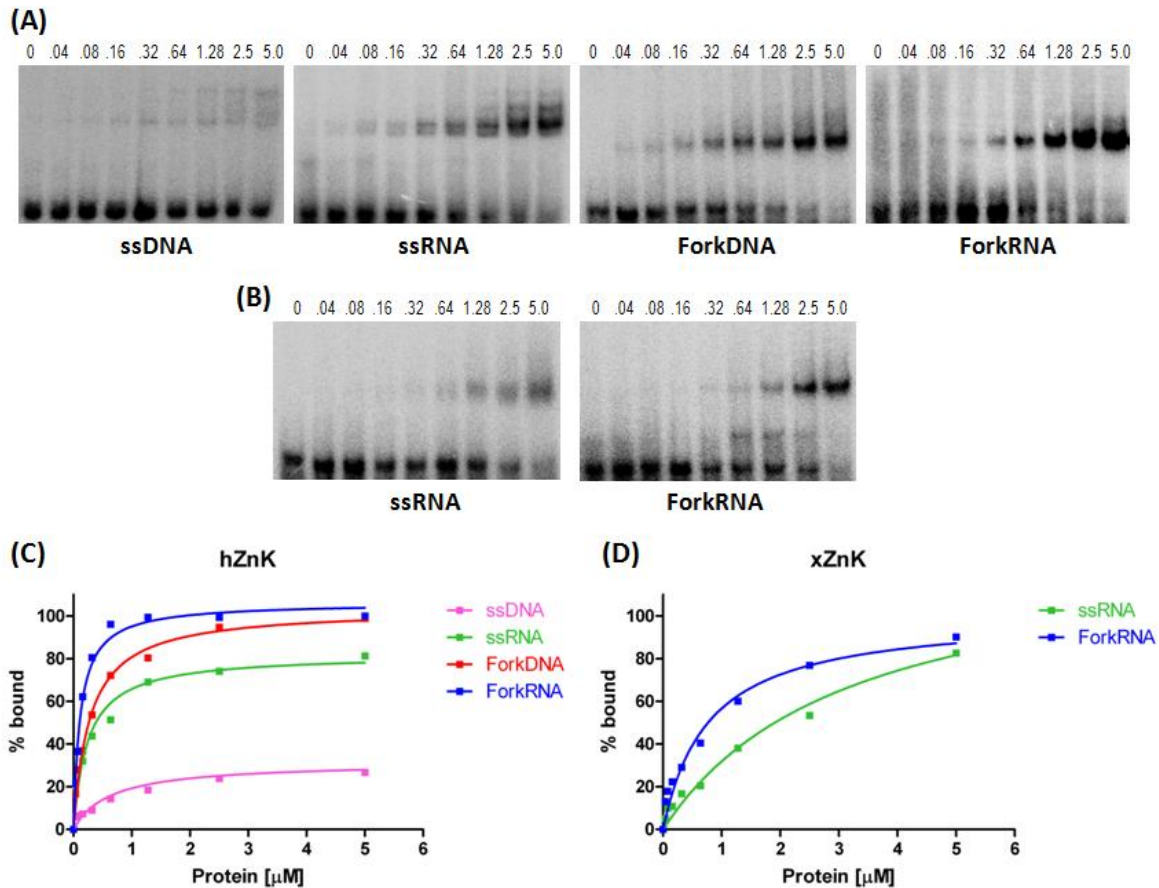 (A)
0 .04 .08 .16 .32 .64 1.28 2.5 5.0
0 .04 .08 .16 .32 .64 1.28 2.5 5.0
0 .04 .08 .16 .32 .64 1.28 2.5 5.0
0 .04 .08 .16 .32 .64 1.28 2.5 5.0
ssDNA
ssRNA
ForkDNA
ForkRNA
(B)
0 .04 .08 .16 .32 .64 1.28 2.5 5.0
0 .04 .08 .16 .32 .64 1.28 2.5 5.0
ssRNA
ForkRNA
(C)
hZnK
% bound
100
80
60
40
20
0
0 1 2 3 4 5 6
Protein [µM]
ssDNA
ssRNA
ForkDNA
ForkRNA
(D)
xZnK
% bound
100
80
60
40
20
0
0 1 2 3 4 5 6
Protein [µM]
ssRNA
ForkRNA